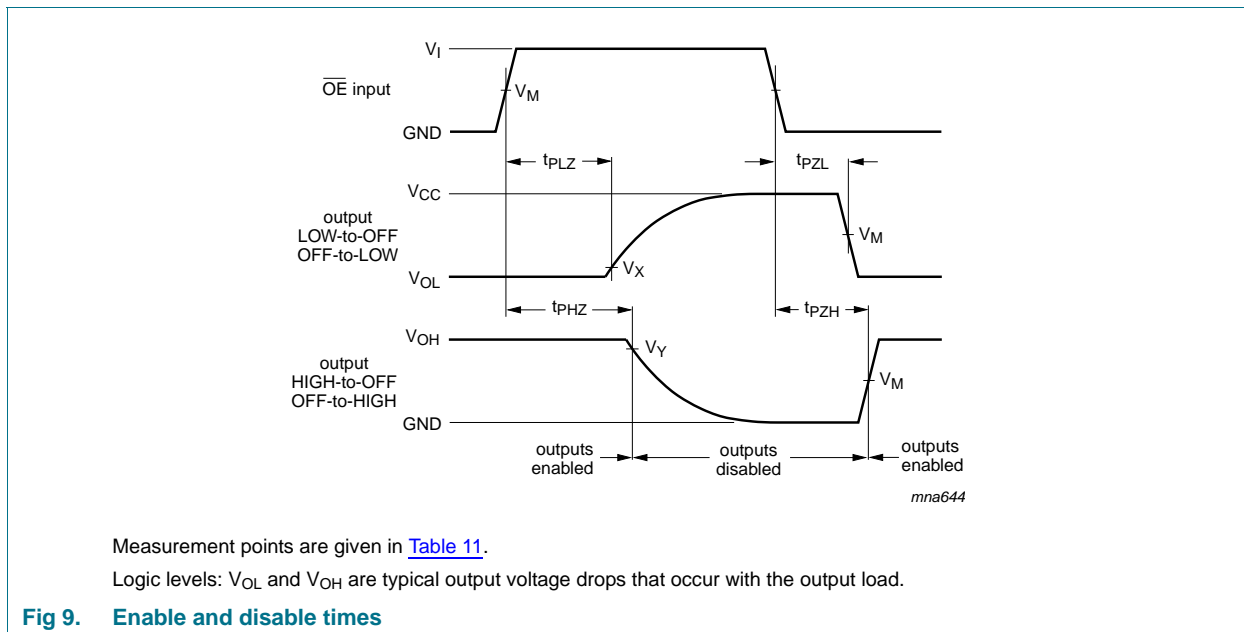 V_I
OE input
V_M
GND
t_PLZ
t_PZL
V_CC
output
LOW-to-OFF
OFF-to-LOW
V_M
V_X
V_OL
t_PHZ
t_PZH
V_OH
V_Y
output
HIGH-to-OFF
OFF-to-HIGH
V_M
GND
outputs
enabled
outputs
disabled
outputs
enabled
mna644
Measurement points are given in Table 11.
Logic levels: V_OL and V_OH are typical output voltage drops that occur with the output load.
Fig 9. Enable and disable times